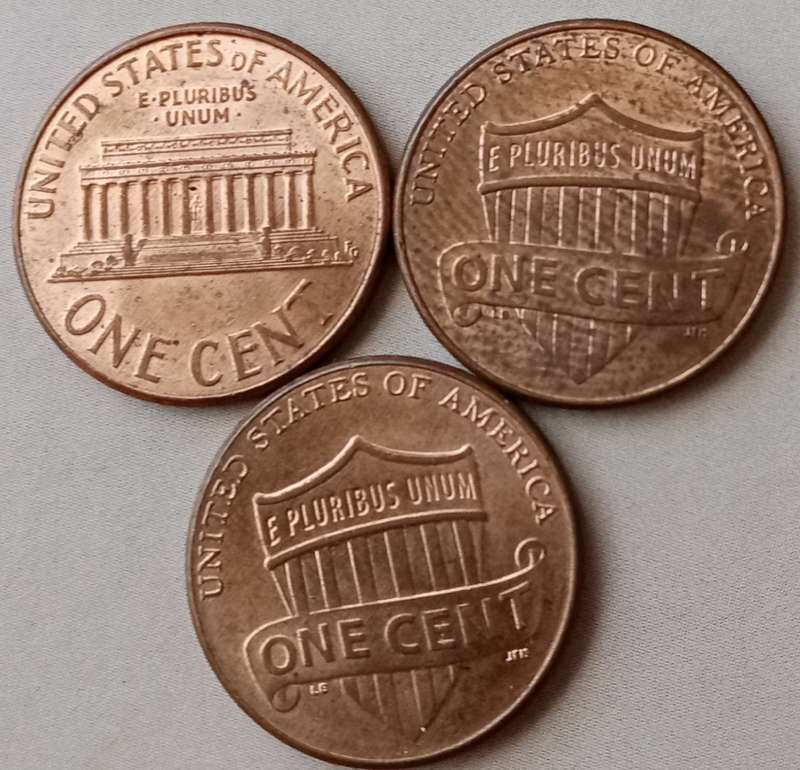 UNITED STATES OF AMERICA
E·PLURIBUS
·UNUM·
ONE CENT
UNITED STATES OF AMERICA
E PLURIBUS UNUM
ONE CENT
UNITED STATES OF AMERICA
E PLURIBUS UNUM
ONE CENT
LB